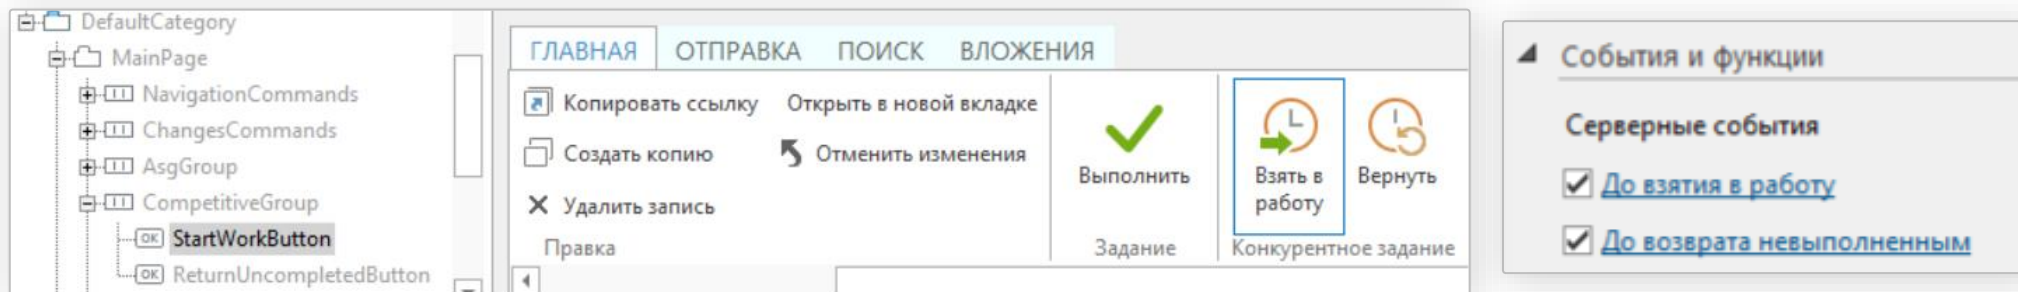 DefaultCategory
MainPage
NavigationCommands
ChangesCommands
AsgGroup
CompetitiveGroup
OK StartWorkButton
OK ReturnUncompletedButton
ГЛАВНАЯ ОТПРАВКА ПОИСК ВЛОЖЕНИЯ
Копировать ссылку Открыть в новой вкладке
Создать копию Отменить изменения
Удалить запись
Правка
Выполнить
Задание
Взять в
работу
Вернуть
Конкурентное задание
События и функции
Серверные события
До взятия в работу
До возврата невыполненным